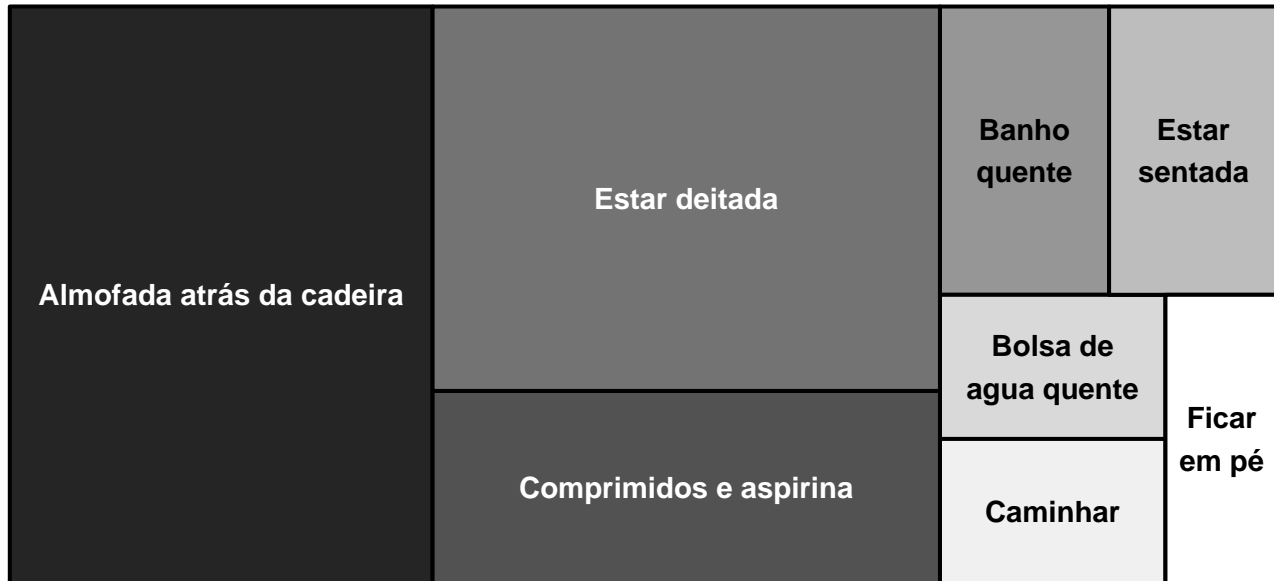 Almofada atrás da cadeira
Estar deitada
Comprimidos e aspirina
Banho
quente
Estar
sentada
Bolsa de
agua quente
Caminhar
Ficar
em pé